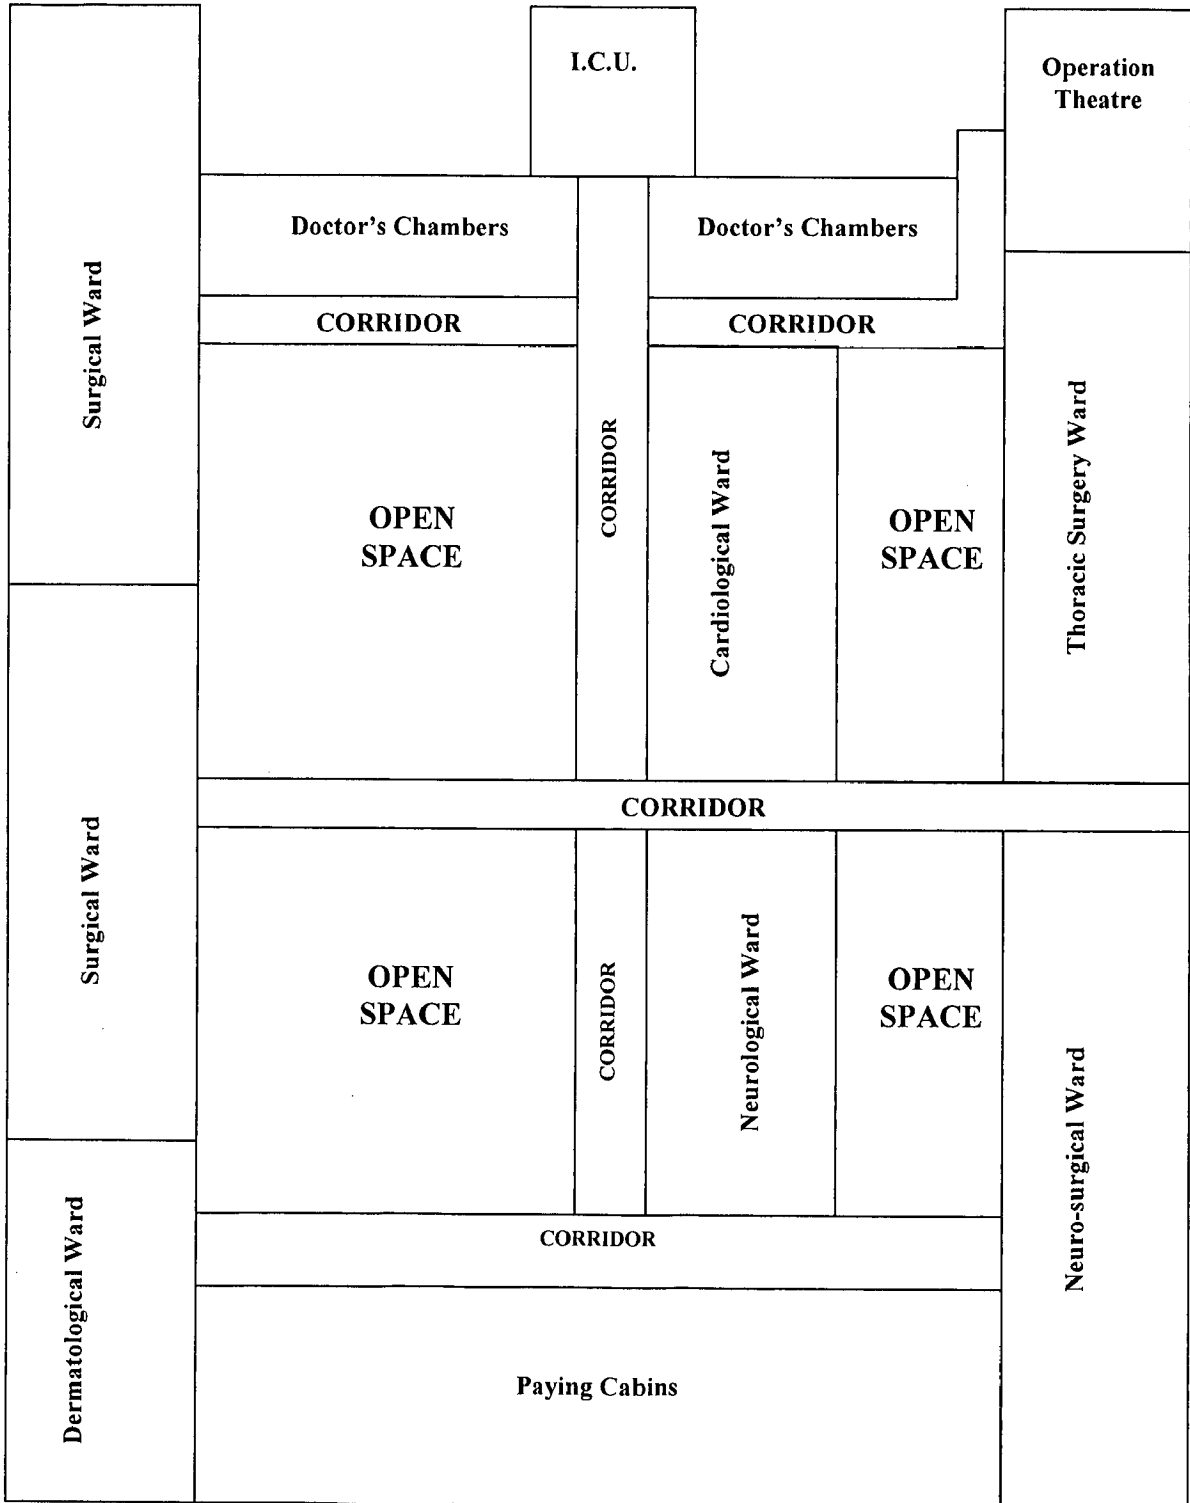 I.C.U.
Operation
Theatre
Doctor's Chambers
Doctor's Chambers
Surgical Ward
CORRIDOR
CORRIDOR
OPEN
SPACE
CORRIDOR
Cardiological Ward
OPEN
SPACE
Thoracic Surgery Ward
CORRIDOR
Surgical Ward
OPEN
SPACE
CORRIDOR
Neurological Ward
OPEN
SPACE
Neuro-surgical Ward
CORRIDOR
Dermatological Ward
Paying Cabins